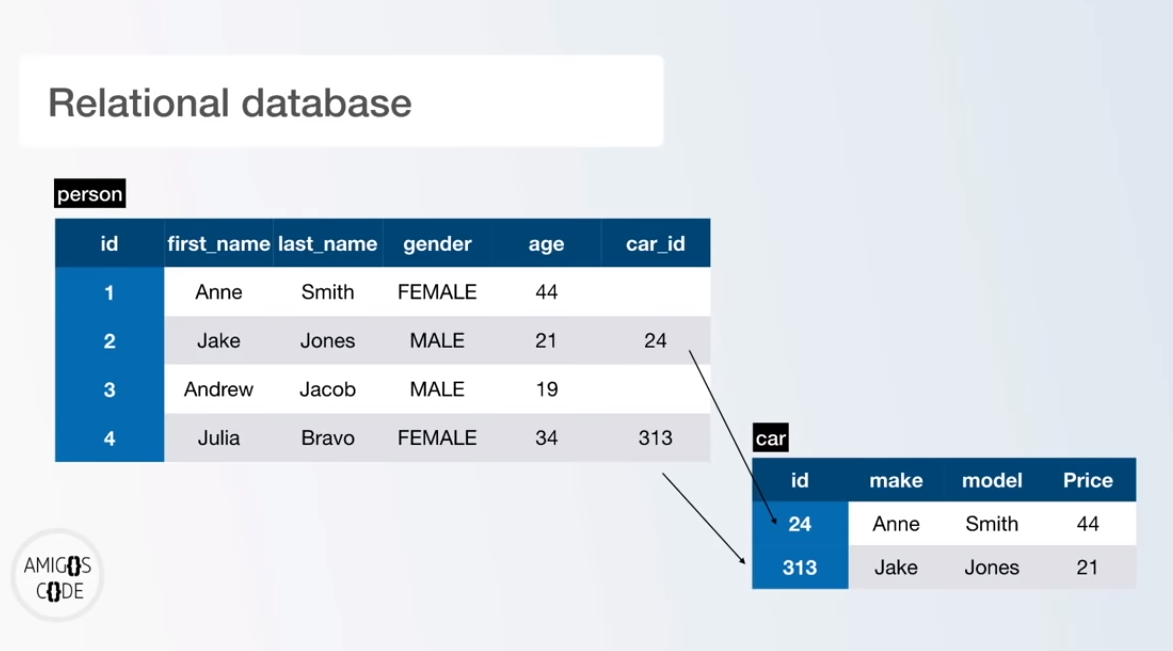 Relational database
person
id first_name last_name gender age car_id
1 Anne Smith FEMALE 44
2 Jake Jones MALE 21 24
3 Andrew Jacob MALE 19
4 Julia Bravo FEMALE 34 313
car
id make model Price
24 Anne Smith 44
313 Jake Jones 21
AMIG{}S
C{}DE